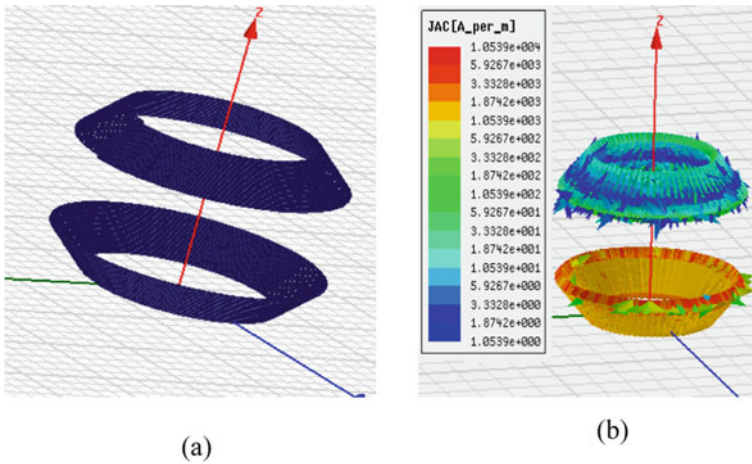 Z
Z
JAC[A_per_m]
1.0539e+004
5.9267e+003
3.3328e+003
1.8742e+003
1.0539e+003
5.9267e+002
3.3328e+002
1.8742e+002
1.0539e+002
5.9267e+001
3.3328e+001
1.8742e+001
1.0539e+001
5.9267e+000
3.3328e+000
1.8742e+000
1.0539e+000
(a)
(b)